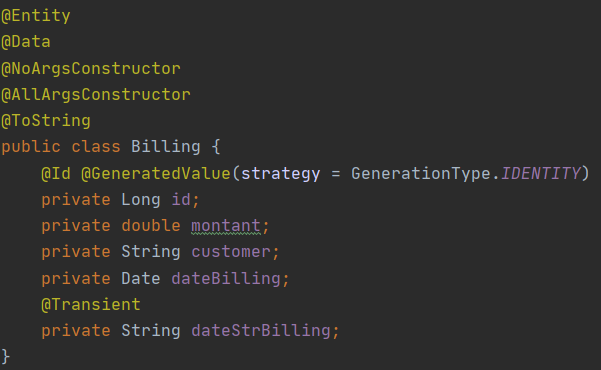 @Entity
@Data
@NoArgsConstructor
@AllArgsConstructor
@ToString
public class Billing {
    @Id @GeneratedValue(strategy = GenerationType.IDENTITY)
    private Long id;
    private double montant;
    private String customer;
    private Date dateBilling;
    @Transient
    private String dateStrBilling;
}